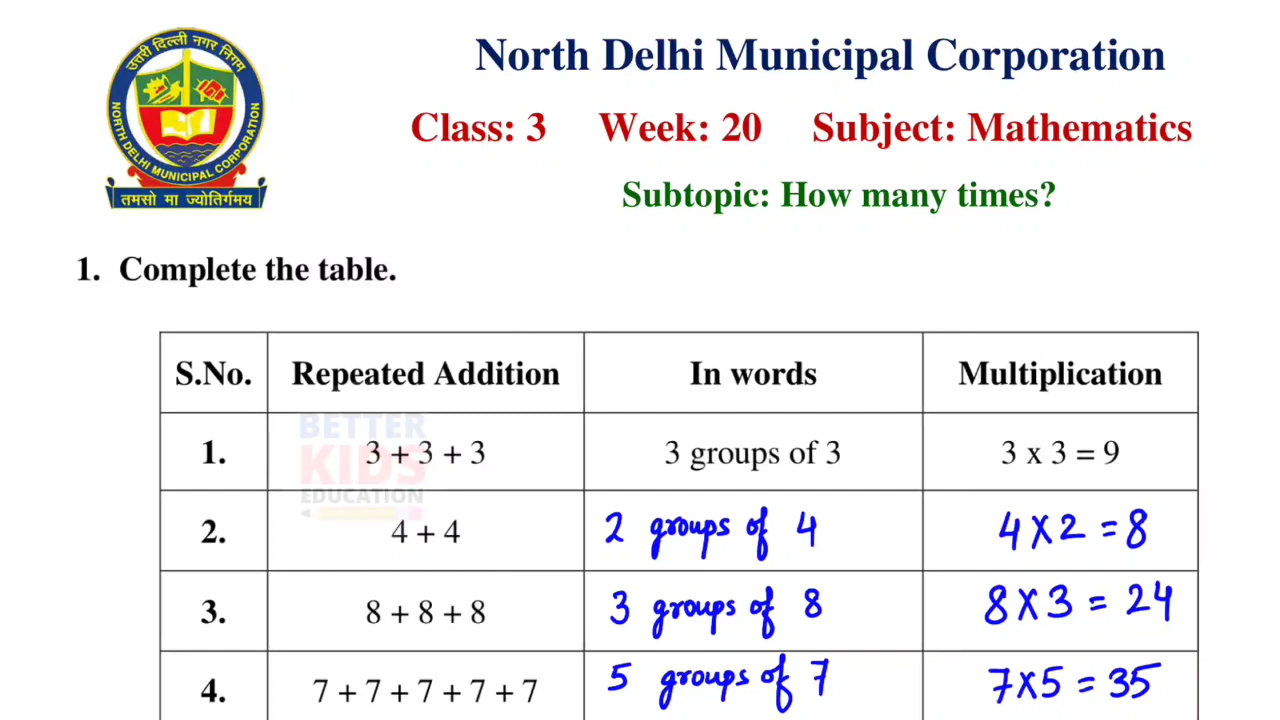 उत्तरी दिल्ली नगर निगम
NORTH DELHI MUNICIPAL CORPORATION
तमसो मा ज्योतिर्गमय
North Delhi Municipal Corporation
Class: 3 Week: 20 Subject: Mathematics
Subtopic: How many times?
1. Complete the table.
S.No. Repeated Addition In words Multiplication
BETTER
KIDS
EDUCATION
1. 3 + 3 + 3 3 groups of 3 3 x 3 = 9
2. 4 + 4 2 groups of 4 4 X 2 = 8
3. 8 + 8 + 8 3 groups of 8 8 X 3 = 24
4. 7 + 7 + 7 + 7 + 7 5 groups of 7 7 X 5 = 35